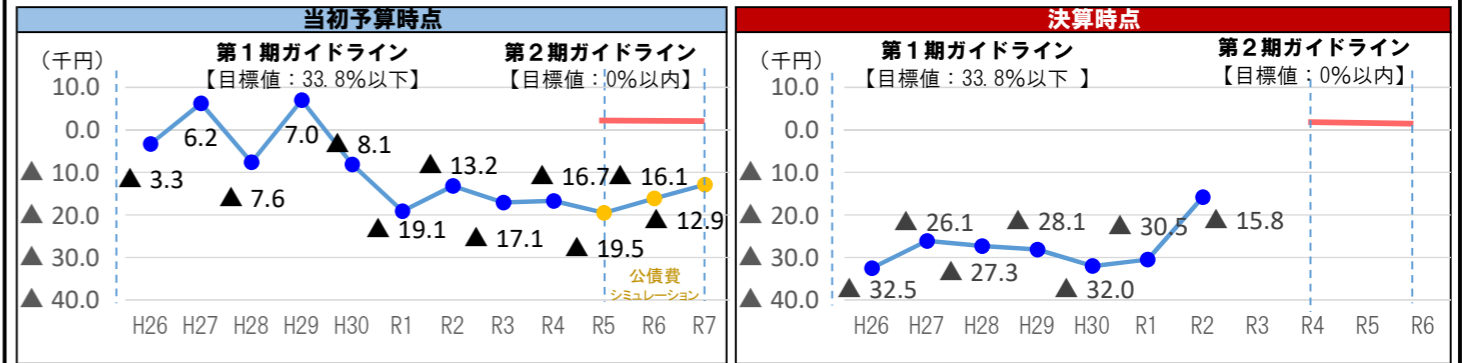 当初予算時点
（千円）
第１期ガイドライン
【目標値：33.8%以下】
第２期ガイドライン
【目標値：0%以内】
10.0
0.0
▲ 10.0
▲ 20.0
▲ 30.0
▲ 40.0
▲ 3.3
6.2
▲ 7.6
7.0
▲ 8.1
▲ 19.1
▲ 13.2
▲ 17.1
▲ 16.7
▲ 19.5
▲ 16.1
▲ 12.9
公債費
シミュレーション
H26 H27 H28 H29 H30 R1 R2 R3 R4 R5 R6 R7
決算時点
（千円）
第１期ガイドライン
【目標値：33.8%以下 】
第２期ガイドライン
【目標値：0%以内】
10.0
0.0
▲ 10.0
▲ 20.0
▲ 30.0
▲ 40.0
▲ 32.5
▲ 26.1
▲ 27.3
▲ 28.1
▲ 32.0
▲ 30.5
▲ 15.8
H26 H27 H28 H29 H30 R1 R2 R3 R4 R5 R6